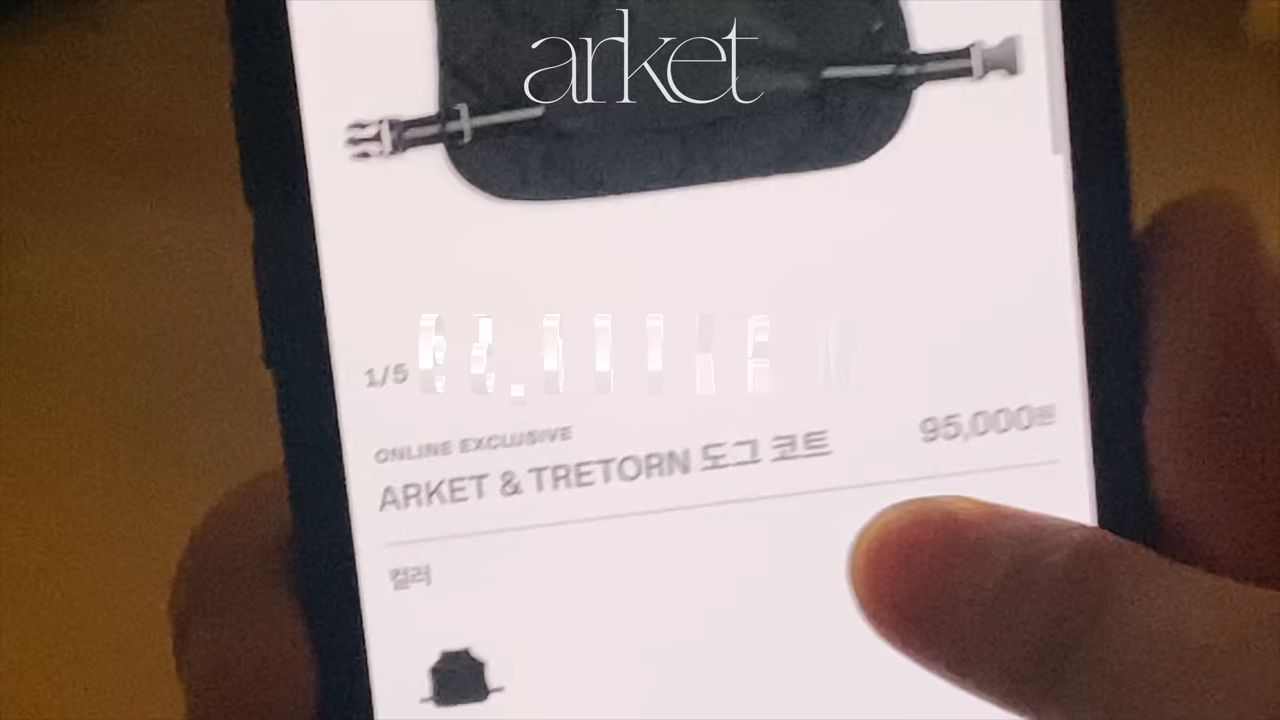 arket
1/5
ONLINE EXCLUSIVE
ARKET & TRETORN 도그 코트
95,000원
컬러